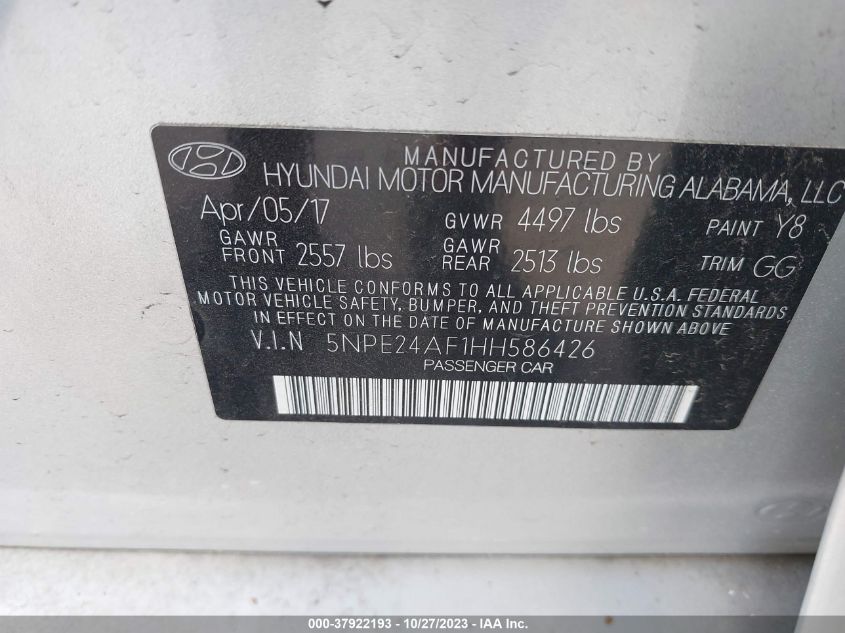 MANUFACTURED BY
HYUNDAI MOTOR MANUFACTURING ALABAMA, LLC
Apr/05/17 GVWR 4497 lbs PAINT Y8
GAWR FRONT 2557 lbs GAWR REAR 2513 lbs TRIM GG
THIS VEHICLE CONFORMS TO ALL APPLICABLE U.S.A. FEDERAL
MOTOR VEHICLE SAFETY, BUMPER, AND THEFT PREVENTION STANDARDS
IN EFFECT ON THE DATE OF MANUFACTURE SHOWN ABOVE
V.I.N 5NPE24AF1HH586426
PASSENGER CAR
000-37922193 - 10/27/2023 - IAA Inc.